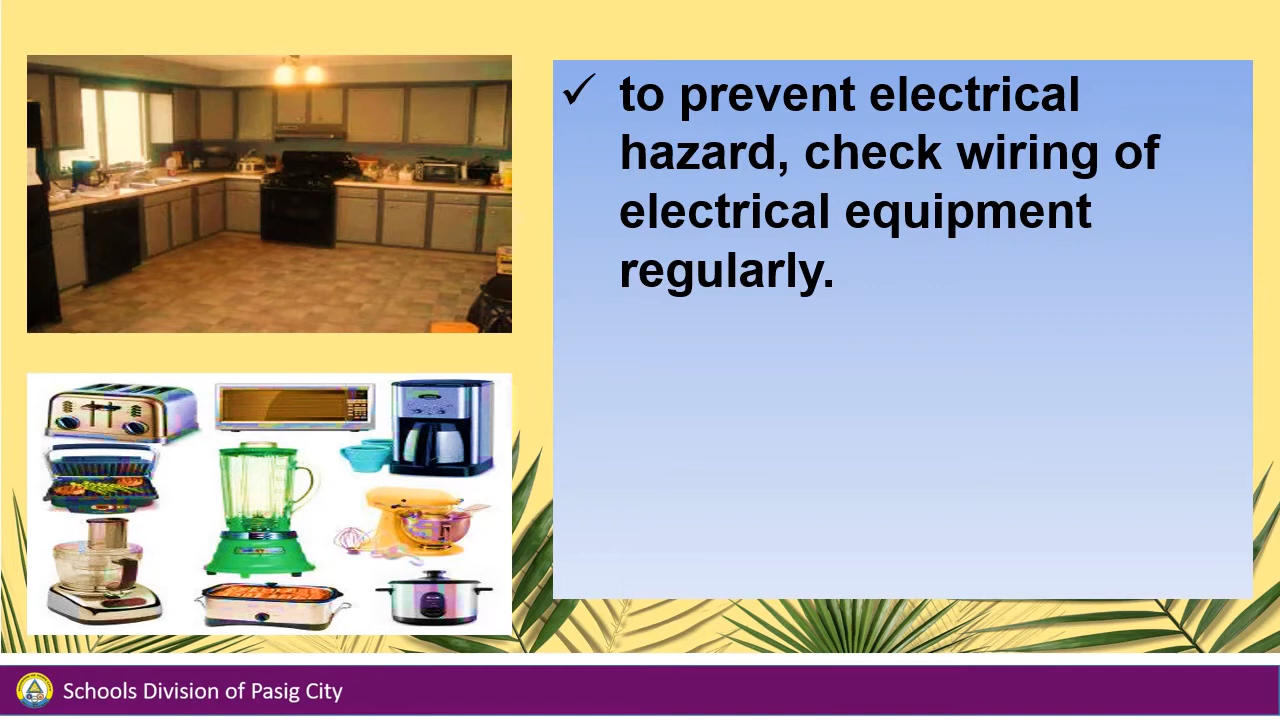 ✓ to prevent electrical
hazard, check wiring of
electrical equipment
regularly.
Schools Division of Pasig City